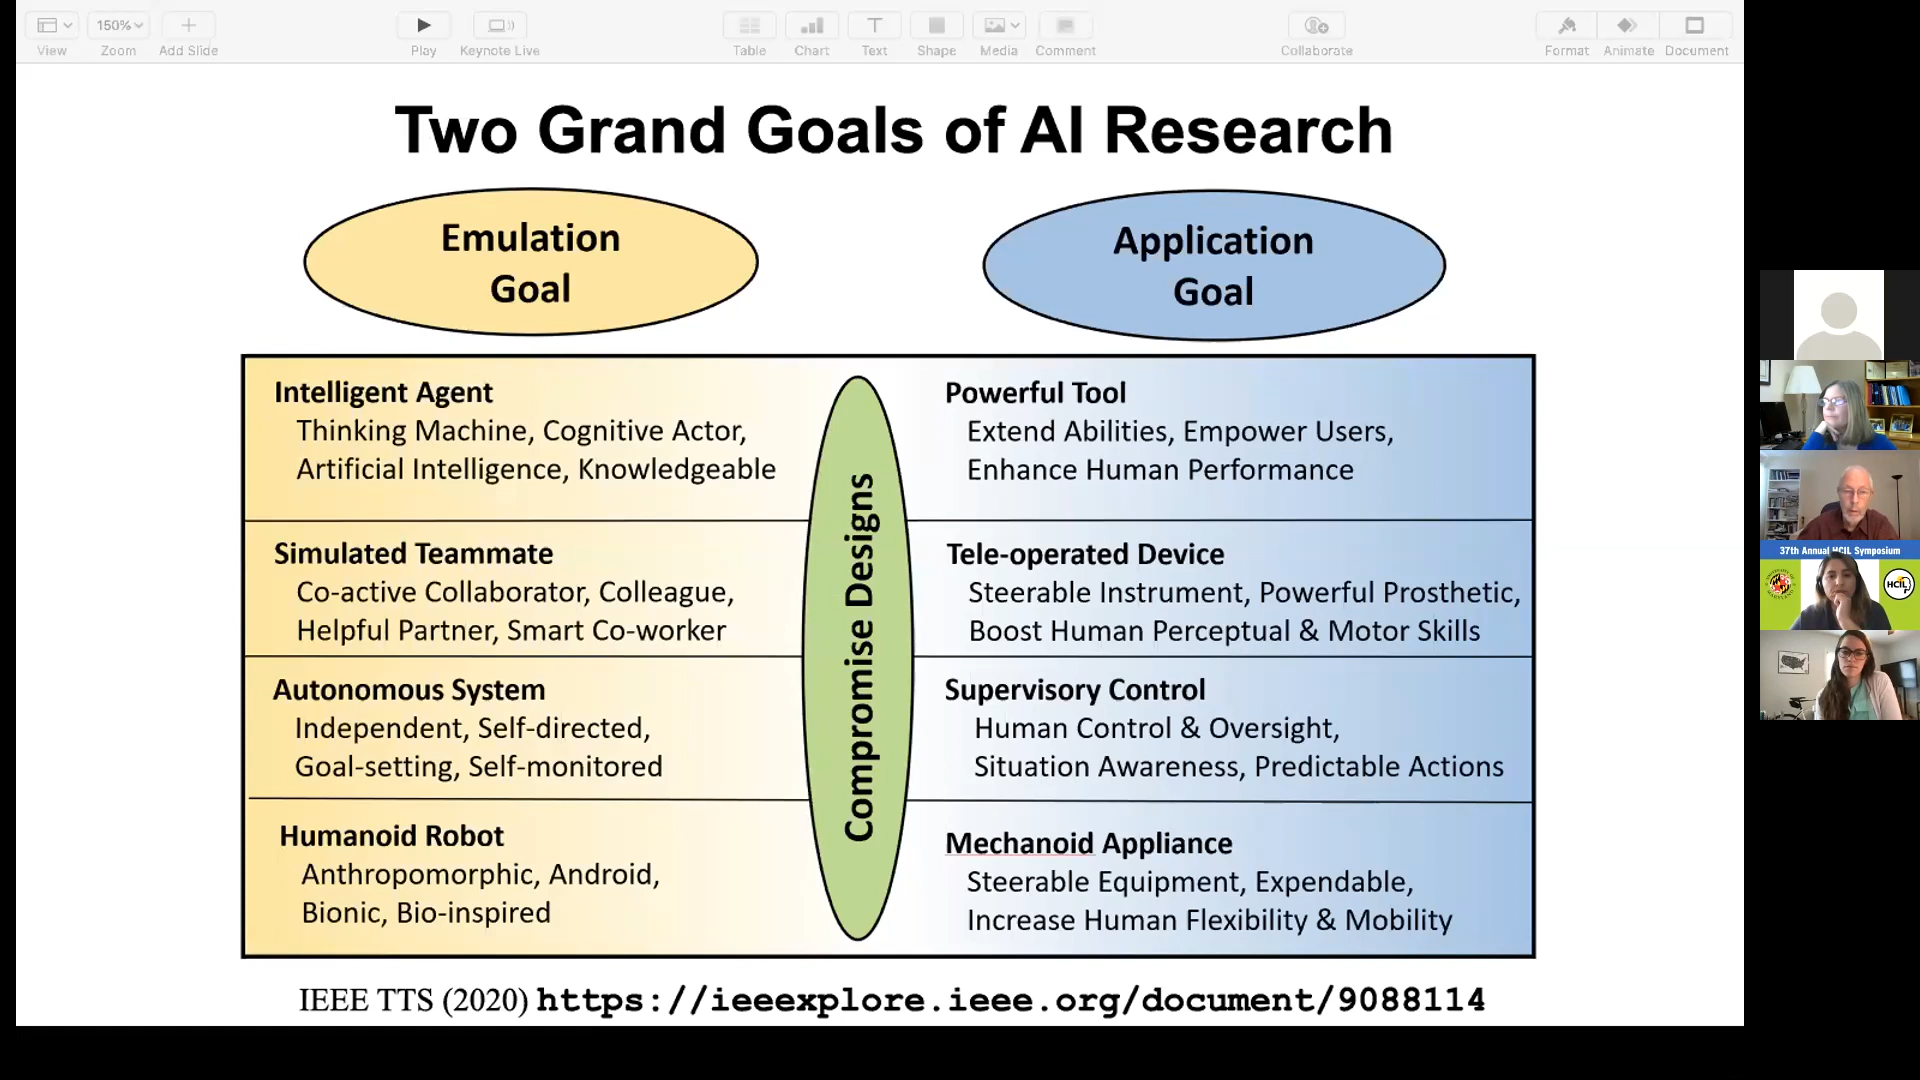 150%
View
Zoom
Add Slide
Play
Keynote Live
Table
Chart
Text
Shape
Media
Comment
Collaborate
Format
Animate
Document
Two Grand Goals of AI Research
Emulation
Goal
Application
Goal
Intelligent Agent
Thinking Machine, Cognitive Actor,
Artificial Intelligence, Knowledgeable
Simulated Teammate
Co-active Collaborator, Colleague,
Helpful Partner, Smart Co-worker
Autonomous System
Independent, Self-directed,
Goal-setting, Self-monitored
Humanoid Robot
Anthropomorphic, Android,
Bionic, Bio-inspired
Compromise Designs
Powerful Tool
Extend Abilities, Empower Users,
Enhance Human Performance
Tele-operated Device
Steerable Instrument, Powerful Prosthetic,
Boost Human Perceptual & Motor Skills
Supervisory Control
Human Control & Oversight,
Situation Awareness, Predictable Actions
Mechanoid Appliance
Steerable Equipment, Expendable,
Increase Human Flexibility & Mobility
IEEE TTS (2020) https://ieeexplore.ieee.org/document/9088114
37th Annual HCIL Symposium
HCIL